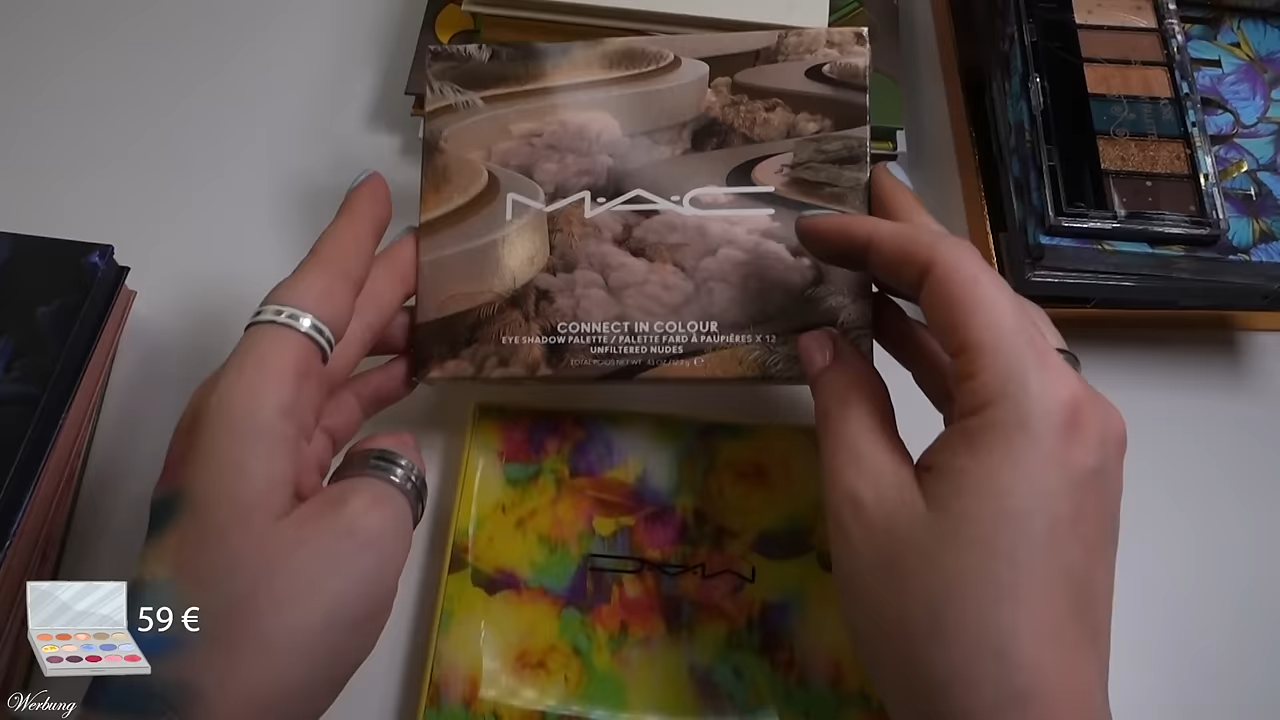 M·A·C
CONNECT IN COLOUR
EYE SHADOW PALETTE / PALETTE FARD À PAUPIÈRES X 12
UNFILTERED NUDES
M·A·C
59 €
Werbung